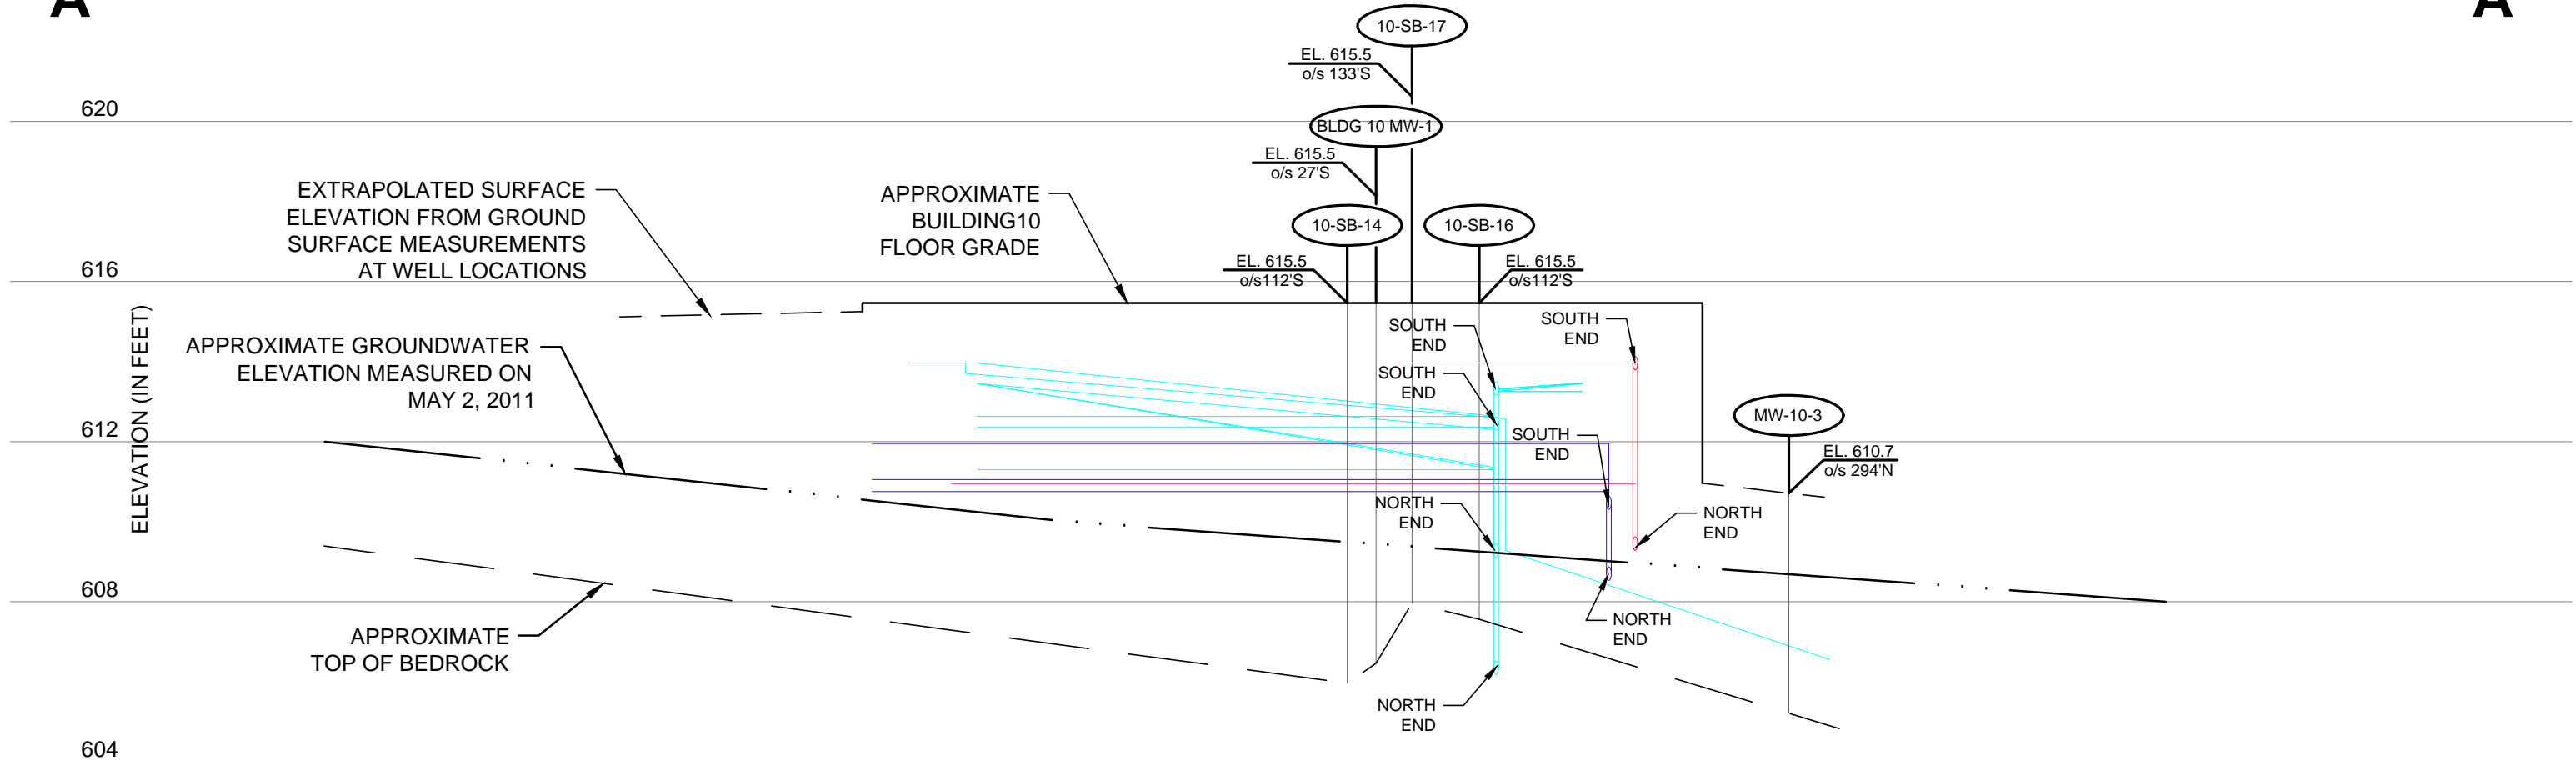 A
A
10-SB-17
EL. 615.5
o/s 133'S
620
BLDG 10 MW-1
EL. 615.5
o/s 27'S
EXTRAPOLATED SURFACE
ELEVATION FROM GROUND
SURFACE MEASUREMENTS
AT WELL LOCATIONS
APPROXIMATE
BUILDING10
FLOOR GRADE
10-SB-14
10-SB-16
616
EL. 615.5
o/s112'S
EL. 615.5
o/s112'S
ELEVATION (IN FEET)
APPROXIMATE GROUNDWATER
ELEVATION MEASURED ON
MAY 2, 2011
SOUTH
END
SOUTH
END
SOUTH
END
612
MW-10-3
SOUTH
END
EL. 610.7
o/s 294'N
NORTH
END
NORTH
END
608
APPROXIMATE
TOP OF BEDROCK
NORTH
END
NORTH
END
604